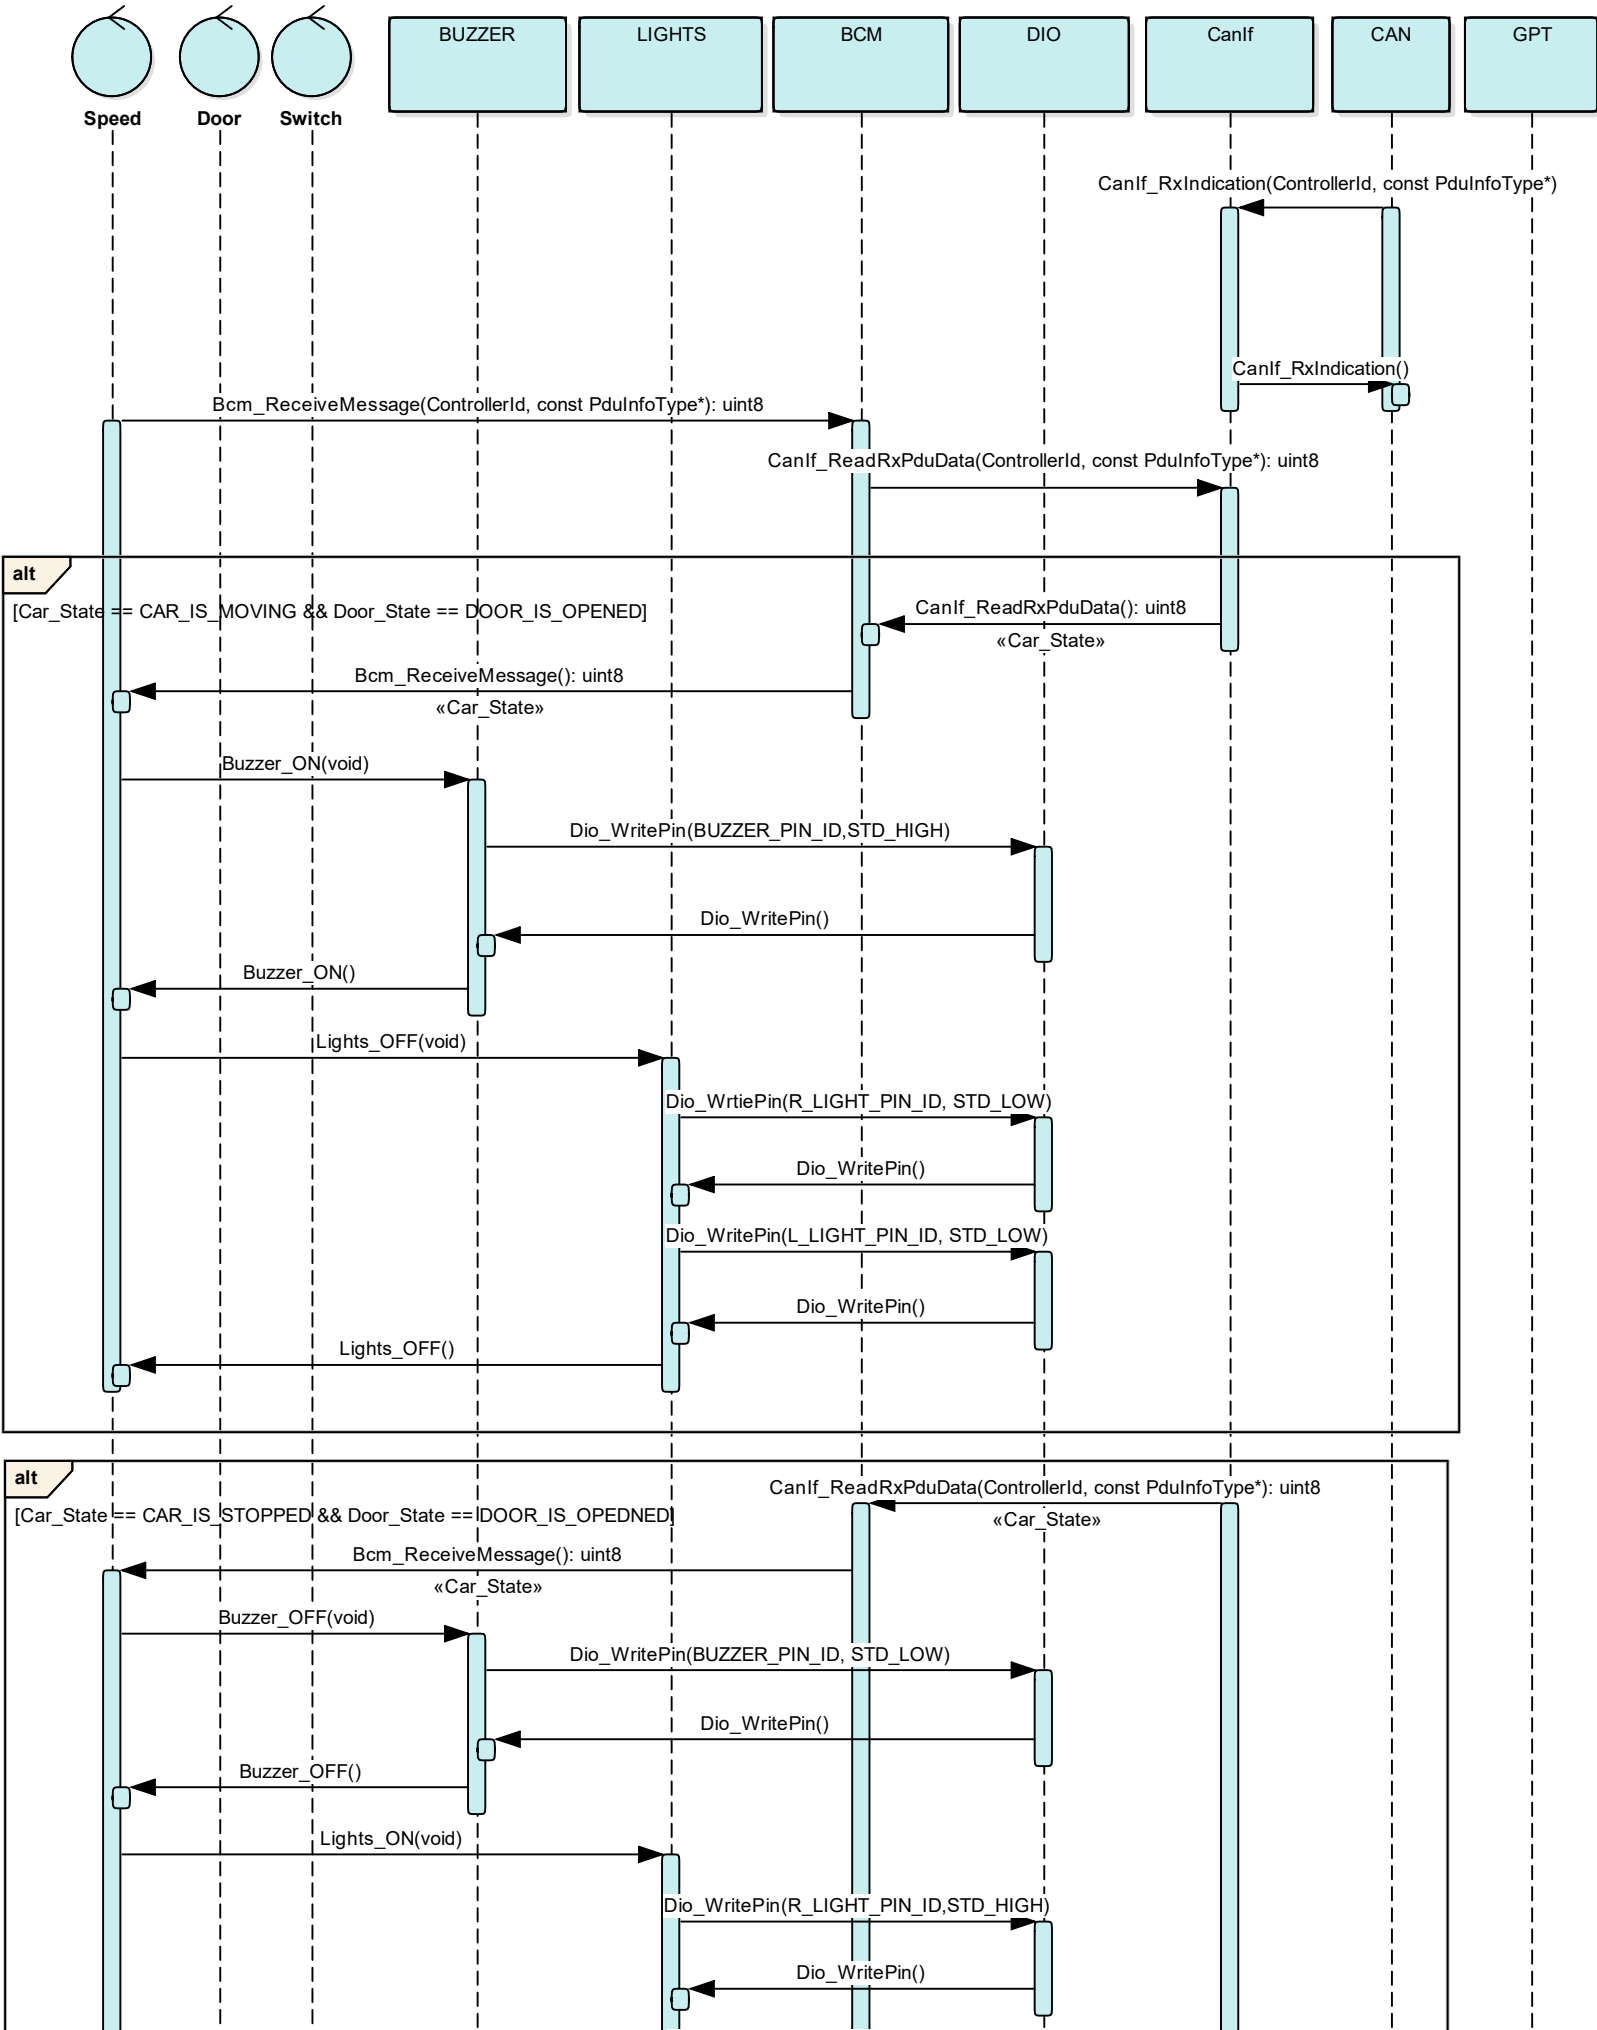 BUZZER
LIGHTS
BCM
DIO
CanIf
CAN
GPT
Speed
Door
Switch
CanIf_RxIndication(ControllerId, const PduInfoType*)
CanIf_RxIndication()
Bcm_ReceiveMessage(ControllerId, const PduInfoType*): uint8
CanIf_ReadRxPduData(ControllerId, const PduInfoType*): uint8
alt
[Car_State == CAR_IS_MOVING && Door_State == DOOR_IS_OPENED]
CanIf_ReadRxPduData(): uint8
«Car_State»
Bcm_ReceiveMessage(): uint8
«Car_State»
Buzzer_ON(void)
Dio_WritePin(BUZZER_PIN_ID,STD_HIGH)
Dio_WritePin()
Buzzer_ON()
Lights_OFF(void)
Dio_WrtiePin(R_LIGHT_PIN_ID, STD_LOW)
Dio_WritePin()
Dio_WritePin(L_LIGHT_PIN_ID, STD_LOW)
Dio_WritePin()
Lights_OFF()
alt
CanIf_ReadRxPduData(ControllerId, const PduInfoType*): uint8
[Car_State == CAR_IS_STOPPED && Door_State == DOOR_IS_OPEDNED]
«Car_State»
Bcm_ReceiveMessage(): uint8
«Car_State»
Buzzer_OFF(void)
Dio_WritePin(BUZZER_PIN_ID, STD_LOW)
Dio_WritePin()
Buzzer_OFF()
Lights_ON(void)
Dio_WritePin(R_LIGHT_PIN_ID,STD_HIGH)
Dio_WritePin()